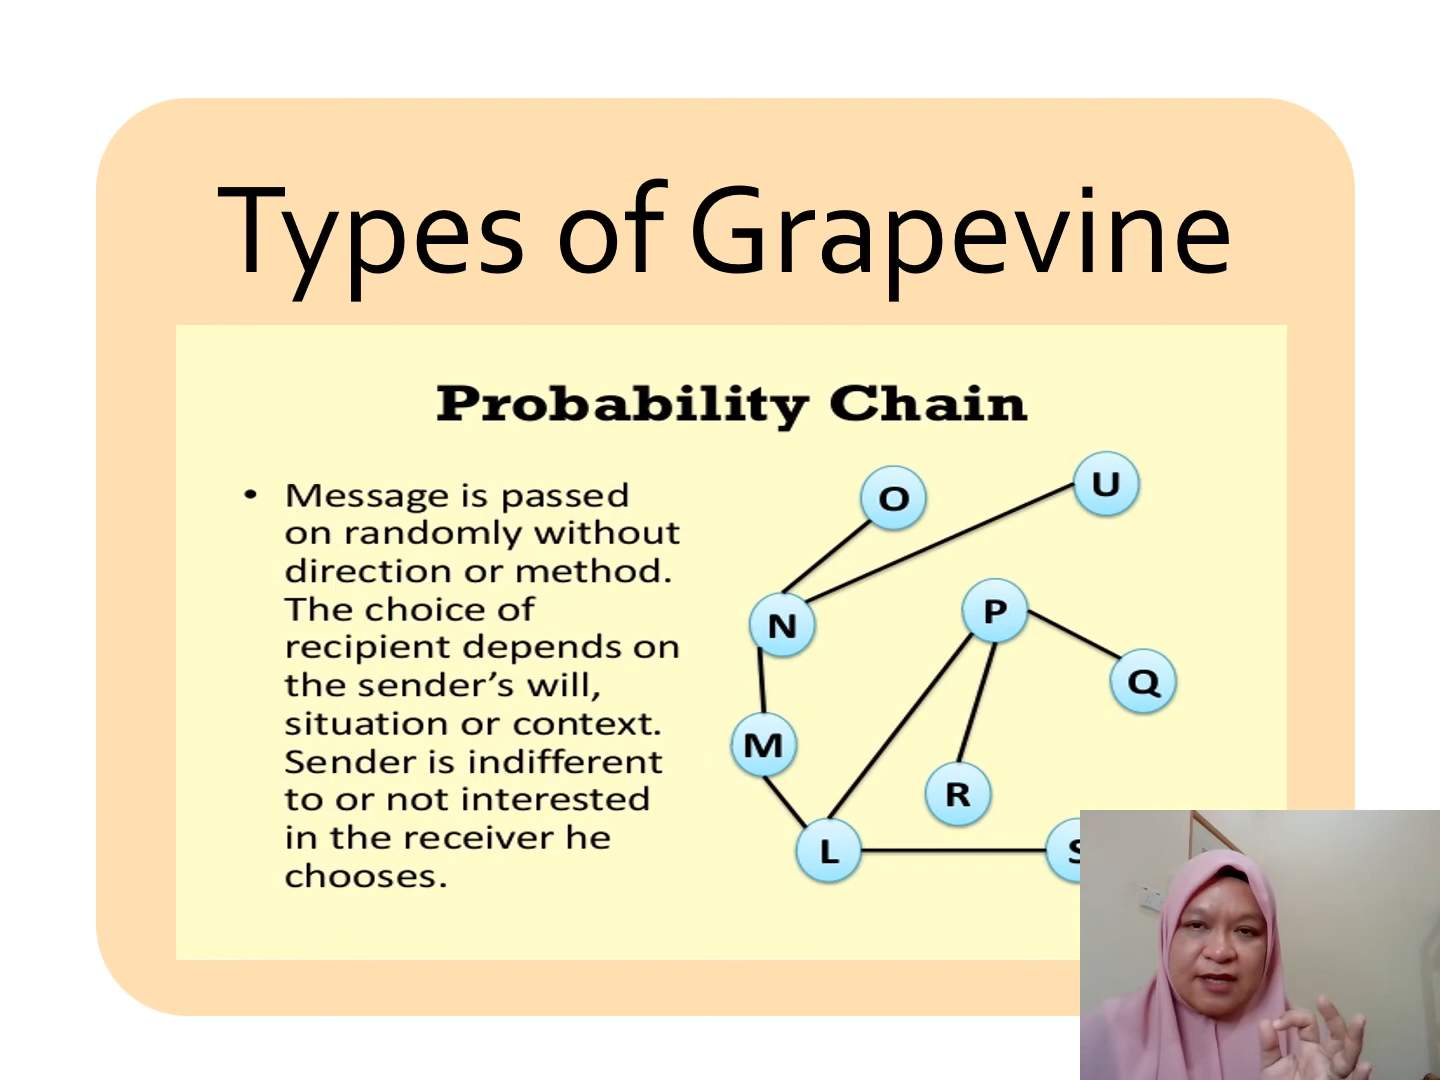 Types of Grapevine
Probability Chain
• Message is passed
on randomly without
direction or method.
The choice of
recipient depends on
the sender’s will,
situation or context.
Sender is indifferent
to or not interested
in the receiver he
chooses.
O
U
N
P
Q
M
R
L
S